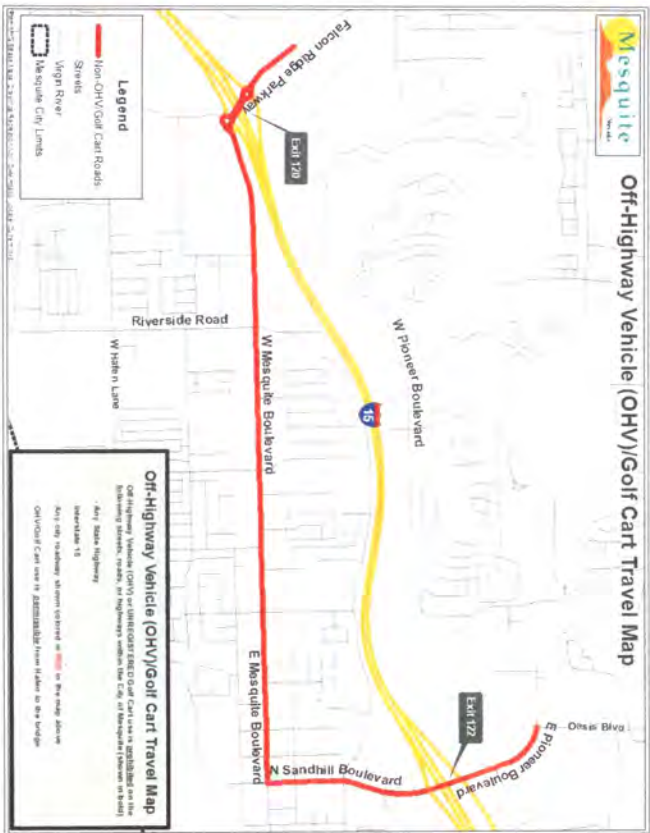 Mesquite
Nevada
Off-Highway Vehicle (OHV)/Golf Cart Travel Map
Falcon Ridge Parkway
Exit 120
W Pioneer Boulevard
15
Exit 122
Oasis Blvd
E Pioneer Boulevard
N Sandhill Boulevard
E Mesquite Boulevard
W Mesquite Boulevard
Riverside Road
W Hafen Lane
Legend
Non-OHV/Golf Cart Roads
Streets
Virgin River
Mesquite City Limits
Off-Highway Vehicle (OHV)/Golf Cart Travel Map
Off-Highway Vehicle (OHV) or UNREGISTERED Golf Cart use is prohibited on the
following streets, roads, or highways within the City of Mesquite (shown in bold)
- Any State Highway
- Interstate 15
- Any city roadway shown colored in RED in the map above
- OHV/Golf Cart use is permissible from Hafen to the bridge